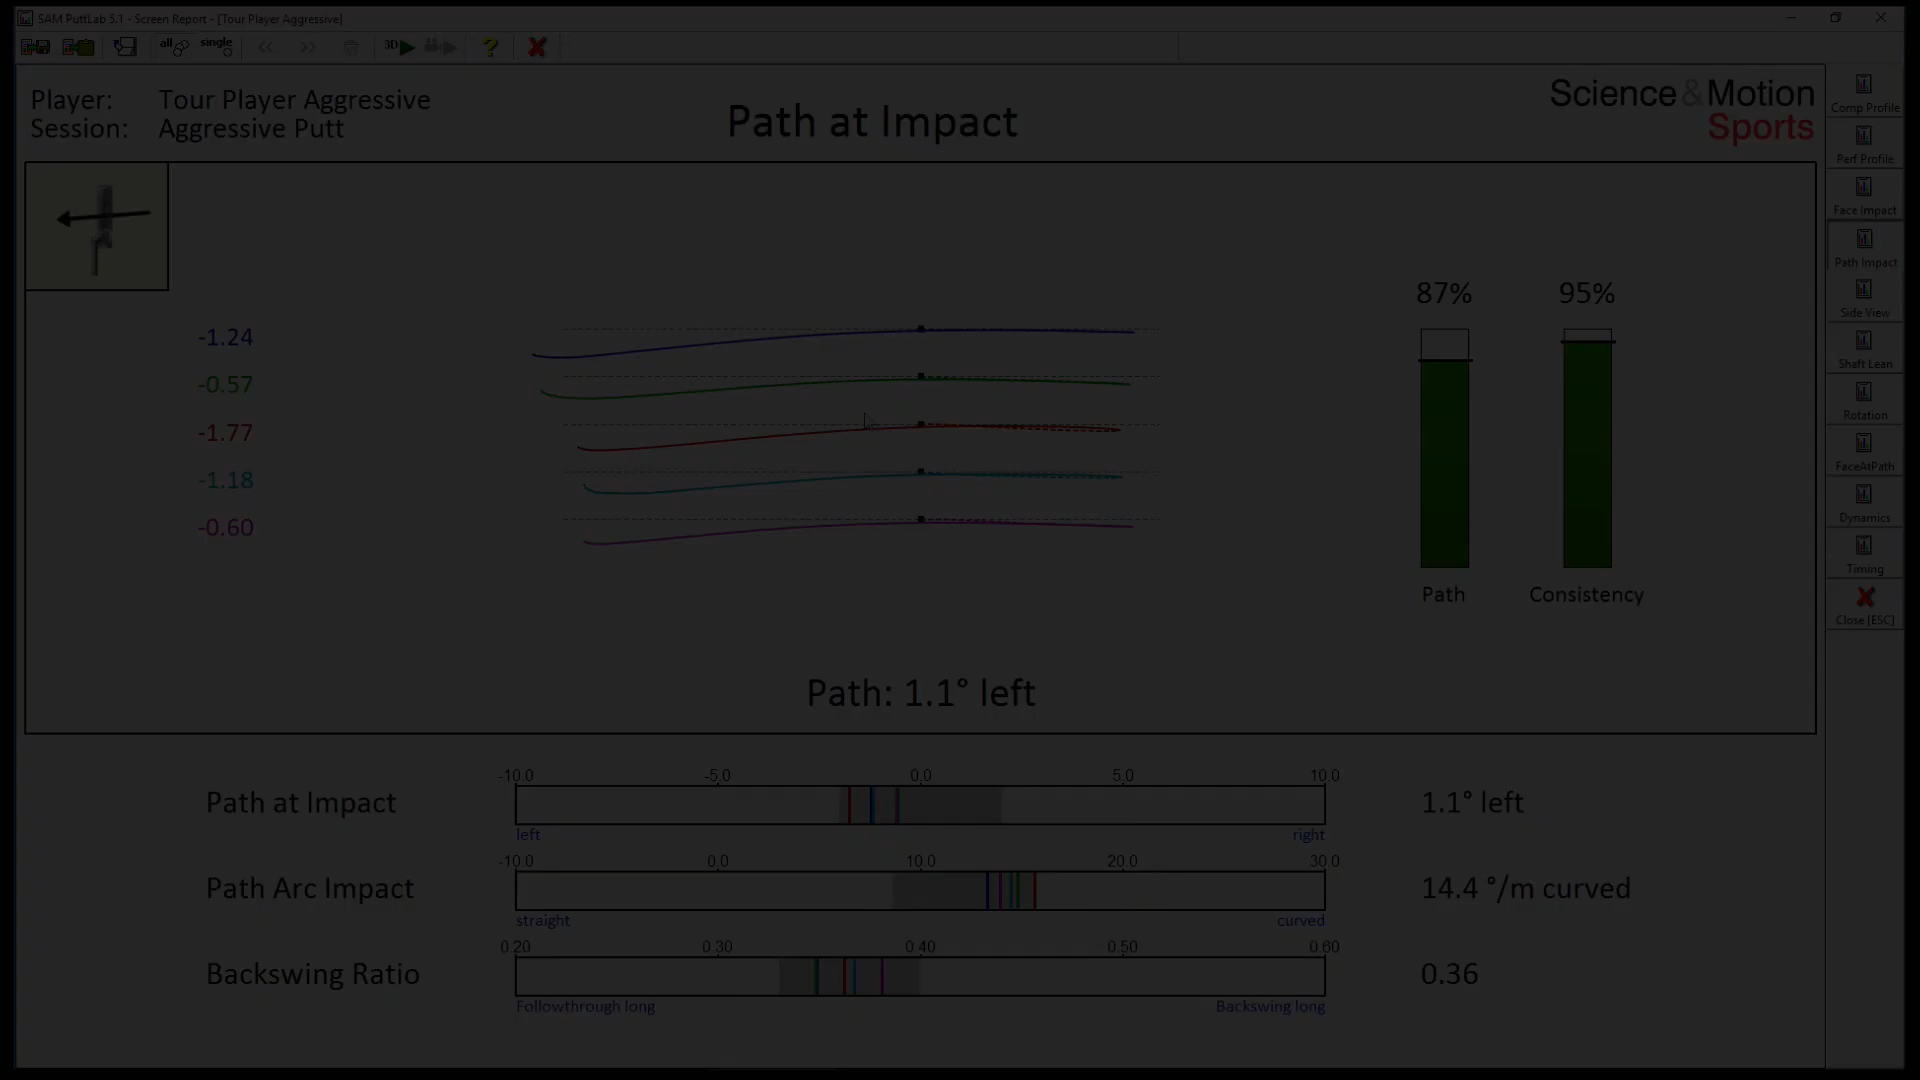 SAM PuttLab 5.1 - Screen Report - [Tour Player Aggressive]
all single 3D
Player: Tour Player Aggressive
Session: Aggressive Putt
Path at Impact
Science&Motion
Sports
Comp Profile
Perf Profile
Face Impact
Path Impact
Side View
Shaft Lean
Rotation
FaceAtPath
Dynamics
Timing
Close [ESC]
-1.24
-0.57
-1.77
-1.18
-0.60
87% 95%
Path Consistency
Path: 1.1° left
-10.0 -5.0 0.0 5.0 10.0
Path at Impact 1.1° left
left right
-10.0 0.0 10.0 20.0 30.0
Path Arc Impact 14.4 °/m curved
straight curved
0.20 0.30 0.40 0.50 0.60
Backswing Ratio 0.36
Followthrough long Backswing long